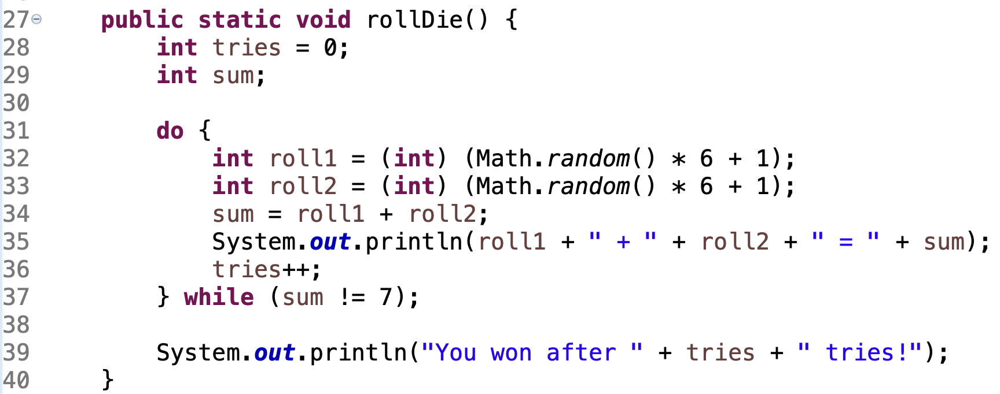 27 public static void rollDie() {
28 int tries = 0;
29 int sum;
30
31 do {
32 int roll1 = (int) (Math.random() * 6 + 1);
33 int roll2 = (int) (Math.random() * 6 + 1);
34 sum = roll1 + roll2;
35 System.out.println(roll1 + " + " + roll2 + " = " + sum);
36 tries++;
37 } while (sum != 7);
38
39 System.out.println("You won after " + tries + " tries!");
40 }